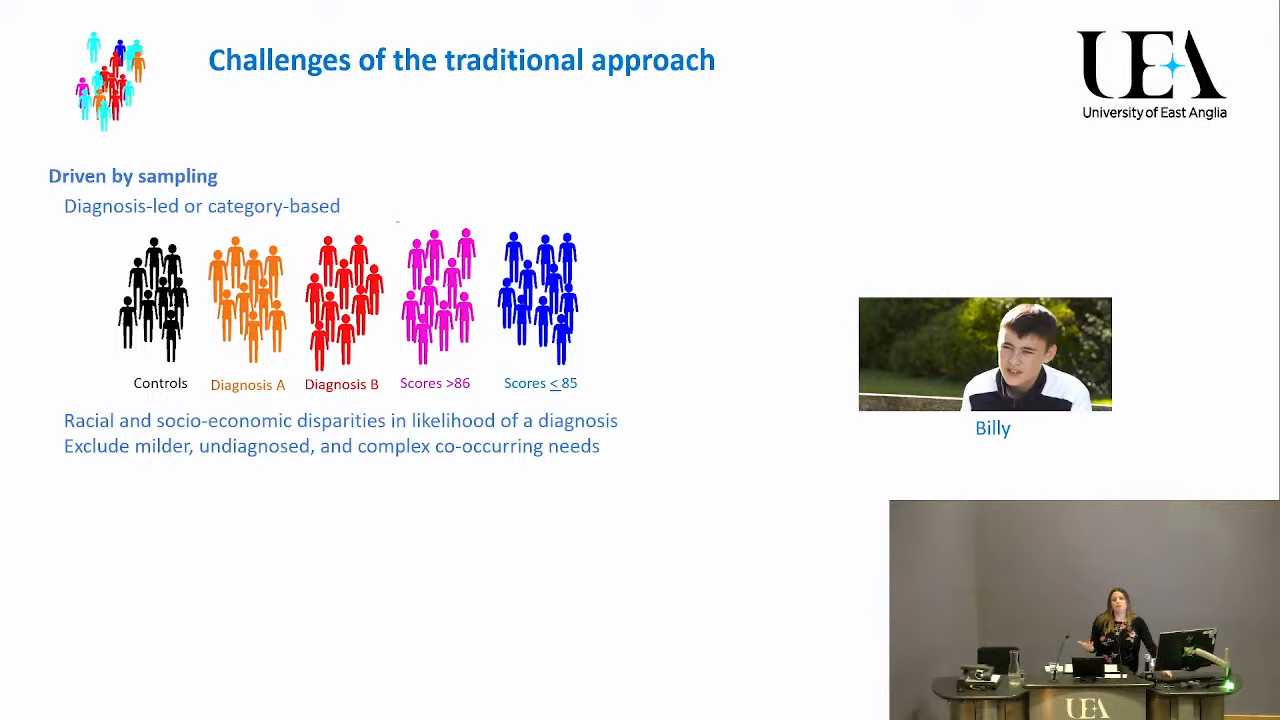 Challenges of the traditional approach
UEA
University of East Anglia
Driven by sampling
Diagnosis-led or category-based
Controls
Diagnosis A
Diagnosis B
Scores >86
Scores < 85
Racial and socio-economic disparities in likelihood of a diagnosis
Exclude milder, undiagnosed, and complex co-occurring needs
Billy
UEA